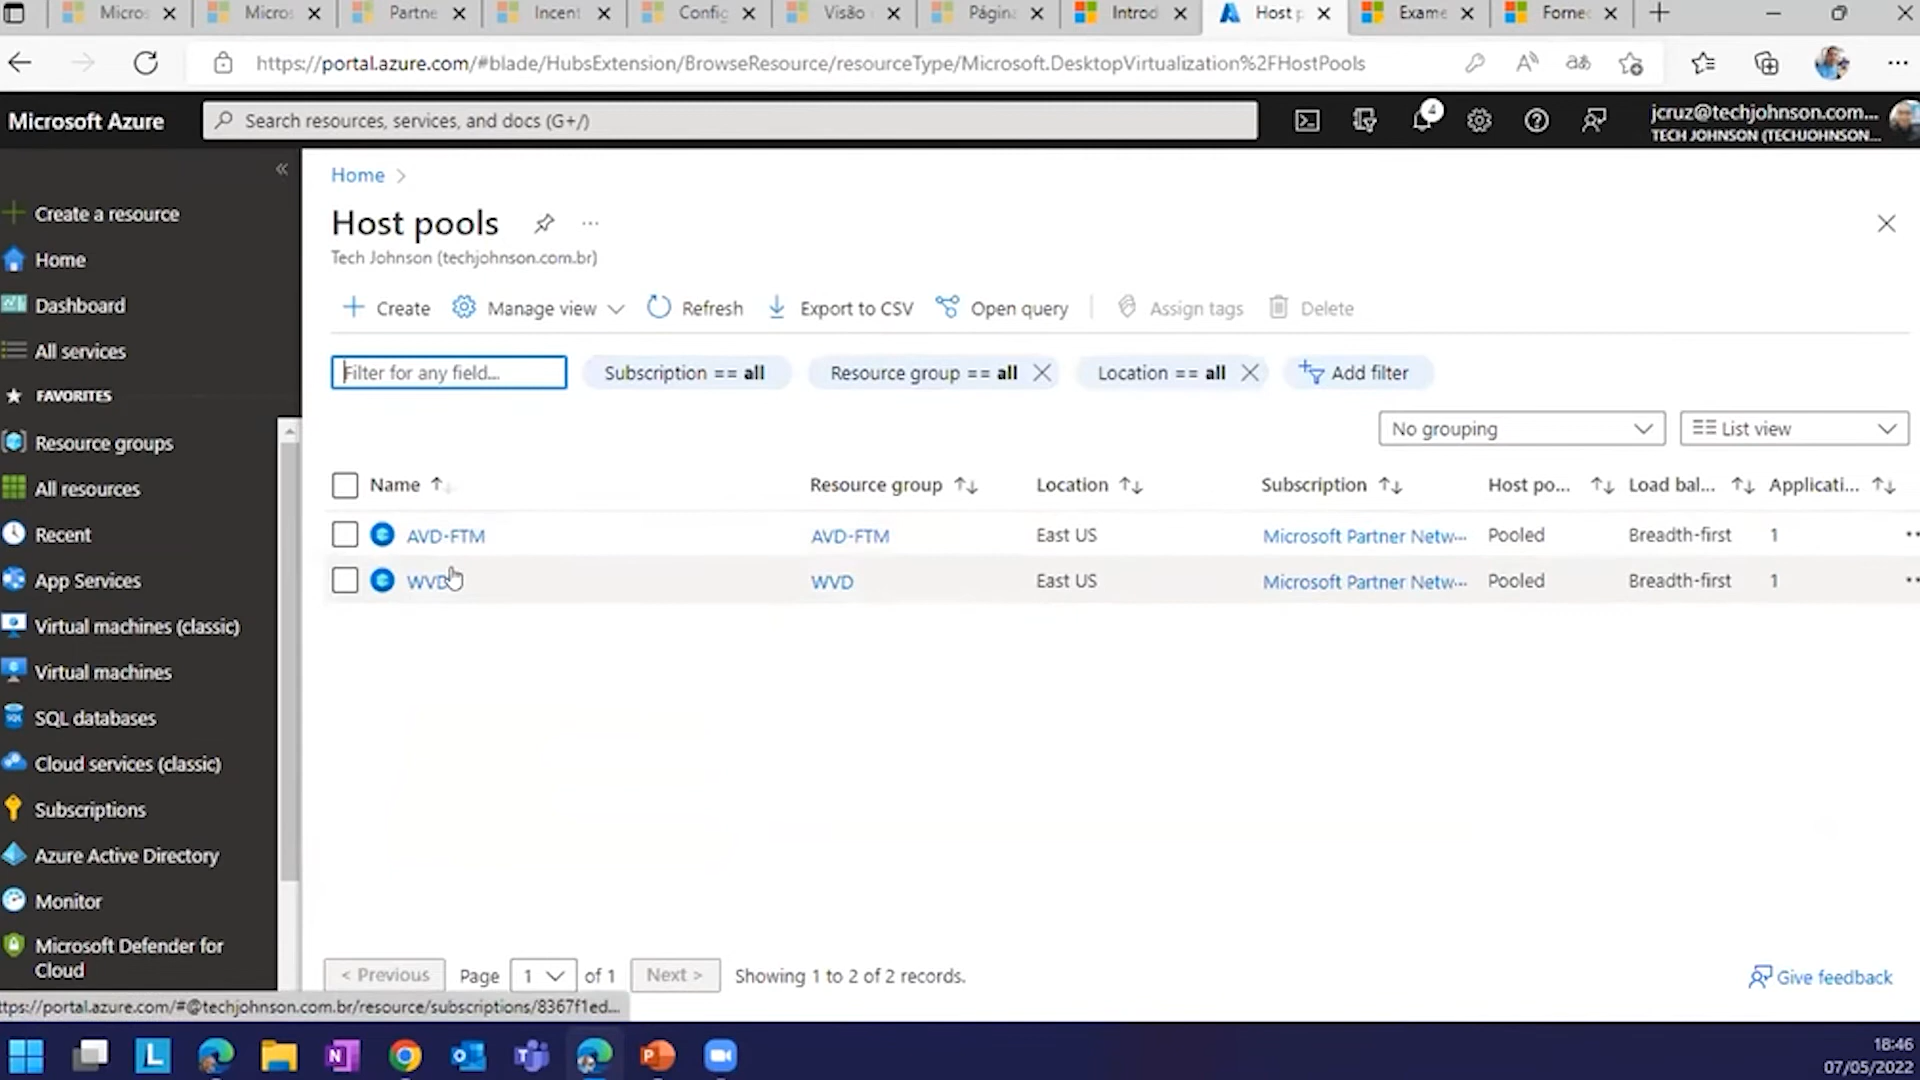 Micros
Micros
Partne
Incent
Config
Visão
Página
Introd
Host p
Exame
Fornec
https://portal.azure.com/#blade/HubsExtension/BrowseResource/resourceType/Microsoft.DesktopVirtualization%2FHostPools
Microsoft Azure
Search resources, services, and docs (G+/)
4
jcruz@techjohnson.com...
TECH JOHNSON (TECHJOHNSON...
Create a resource
Home
Dashboard
All services
FAVORITES
Resource groups
All resources
Recent
App Services
Virtual machines (classic)
Virtual machines
SQL databases
Cloud services (classic)
Subscriptions
Azure Active Directory
Monitor
Microsoft Defender for
Cloud
Home >
Host pools
Tech Johnson (techjohnson.com.br)
Create
Manage view
Refresh
Export to CSV
Open query
Assign tags
Delete
Filter for any field...
Subscription == all
Resource group == all
Location == all
Add filter
No grouping
List view
Name Resource group Location Subscription Host po... Load bal... Applicati...
AVD-FTM AVD-FTM East US Microsoft Partner Netw... Pooled Breadth-first 1
WVD WVD East US Microsoft Partner Netw... Pooled Breadth-first 1
< Previous Page 1 of 1 Next > Showing 1 to 2 of 2 records.
Give feedback
ttps://portal.azure.com/#@techjohnson.com.br/resource/subscriptions/8367f1ed...
18:46
07/05/2022